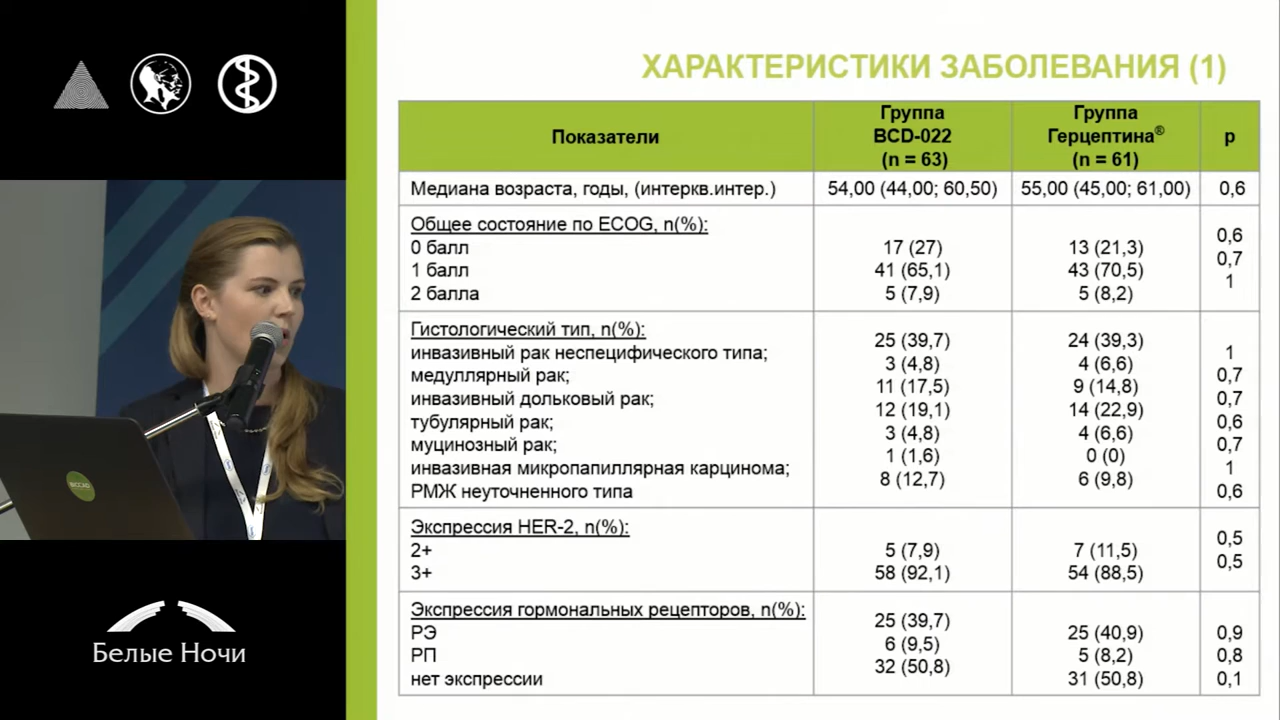 ХАРАКТЕРИСТИКИ ЗАБОЛЕВАНИЯ (1)
Показатели
Группа
BCD-022
(n = 63)
Группа
Герцептина®
(n = 61)
р
Медиана возраста, годы, (интеркв.интер.) 54,00 (44,00; 60,50) 55,00 (45,00; 61,00) 0,6
Общее состояние по ECOG, n(%):
0 балл 17 (27) 13 (21,3) 0,6
1 балл 41 (65,1) 43 (70,5) 0,7
2 балла 5 (7,9) 5 (8,2) 1
Гистологический тип, n(%):
инвазивный рак неспецифического типа; 25 (39,7) 24 (39,3) 1
медуллярный рак; 3 (4,8) 4 (6,6) 0,7
инвазивный дольковый рак; 11 (17,5) 9 (14,8) 0,7
тубулярный рак; 12 (19,1) 14 (22,9) 0,6
муцинозный рак; 3 (4,8) 4 (6,6) 0,7
инвазивная микропапиллярная карцинома; 1 (1,6) 0 (0) 1
РМЖ неуточненного типа 8 (12,7) 6 (9,8) 0,6
Экспрессия HER-2, n(%):
2+ 5 (7,9) 7 (11,5) 0,5
3+ 58 (92,1) 54 (88,5) 0,5
Экспрессия гормональных рецепторов, n(%):
РЭ 25 (39,7) 25 (40,9) 0,9
РП 6 (9,5) 5 (8,2) 0,8
нет экспрессии 32 (50,8) 31 (50,8) 0,1
Белые Ночи